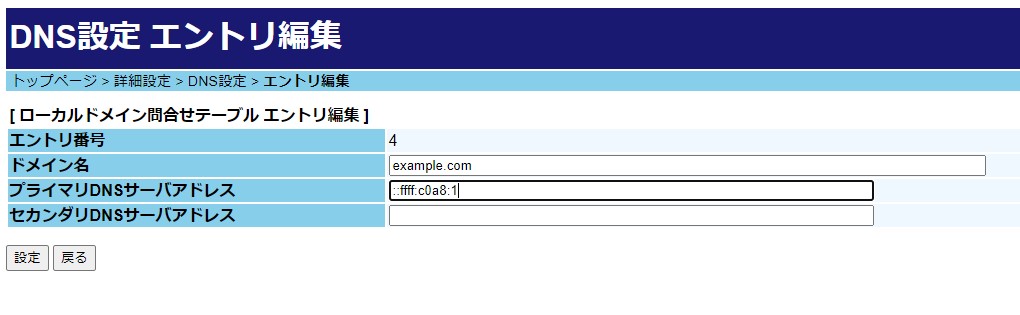 DNS設定 エントリ編集
トップページ > 詳細設定 > DNS設定 > エントリ編集
[ ローカルドメイン問合せテーブル エントリ編集 ]
エントリ番号 4
ドメイン名 example.com
プライマリDNSサーバアドレス ::ffff:c0a8:1
セカンダリDNSサーバアドレス
設定 戻る